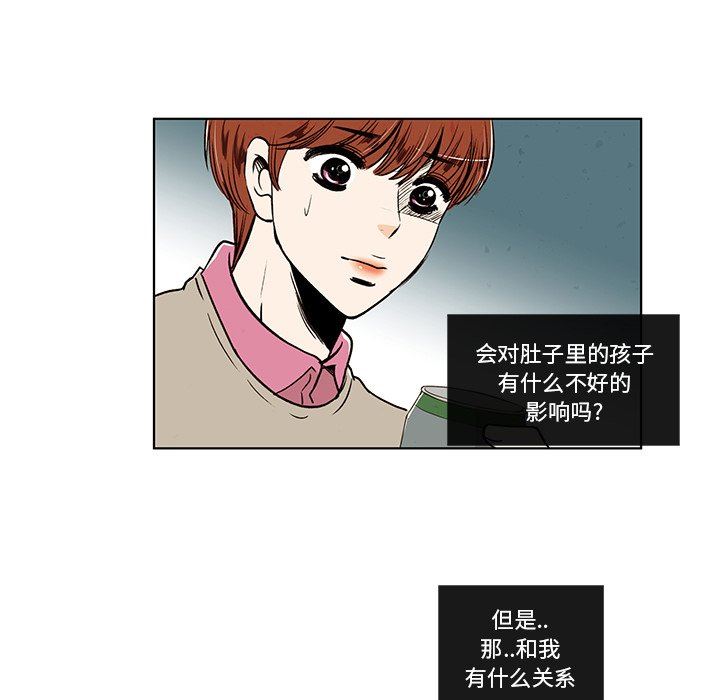 会对肚子里的孩子
有什么不好的
影响吗?
但是..
那..和我
有什么关系